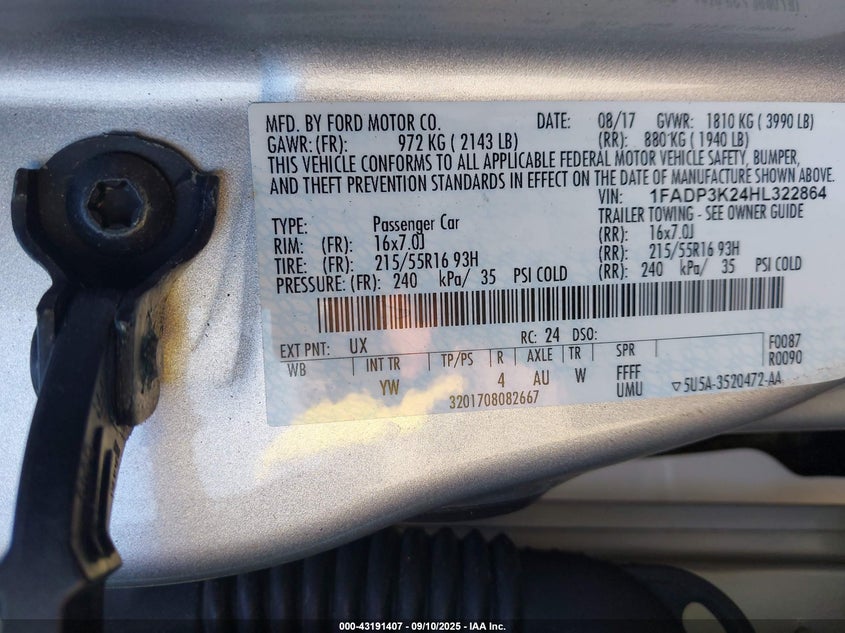 MFD. BY FORD MOTOR CO. DATE: 08/17 GVWR: 1810 KG ( 3990 LB)
GAWR: (FR): 972 KG ( 2143 LB) (RR): 880 KG ( 1940 LB)
THIS VEHICLE CONFORMS TO ALL APPLICABLE FEDERAL MOTOR VEHICLE SAFETY, BUMPER,
AND THEFT PREVENTION STANDARDS IN EFFECT ON THE DATE OF MANUFACTURE SHOWN ABOVE.
VIN: 1FADP3K24HL322864
TYPE: Passenger Car TRAILER TOWING - SEE OWNER GUIDE
RIM: (FR): 16x7.0J (RR): 16x7.0J
TIRE: (FR): 215/55R16 93H (RR): 215/55R16 93H
PRESSURE: (FR): 240 kPa/ 35 PSI COLD (RR): 240 kPa/ 35 PSI COLD
EXT PNT: UX RC: 24 DSO: F0087
WB INT TR TP/PS R AXLE TR SPR R0090
YW 4 AU W FFFF
UMU ▽5U5A-3520472-AA
3201708082667
000-43191407 - 09/10/2025 - IAA Inc.